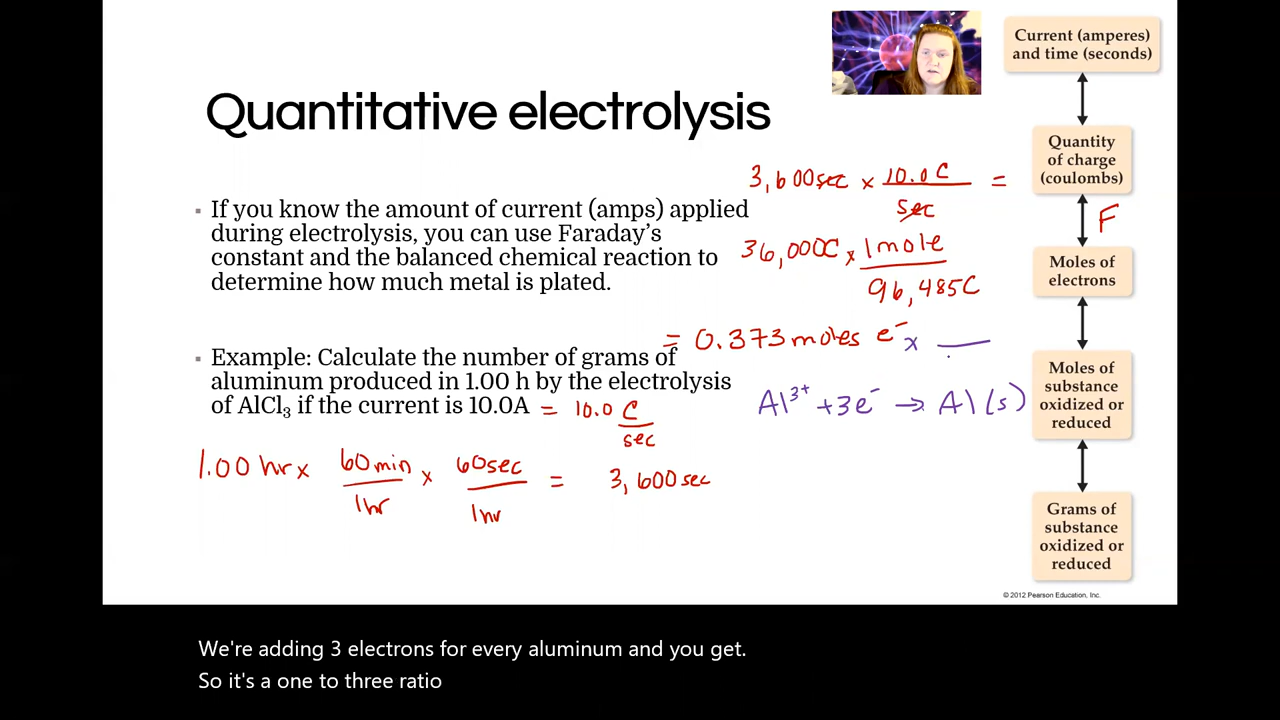 Quantitative electrolysis
▪ If you know the amount of current (amps) applied
during electrolysis, you can use Faraday's
constant and the balanced chemical reaction to
determine how much metal is plated.
▪ Example: Calculate the number of grams of
aluminum produced in 1.00 h by the electrolysis
of AlCl₃ if the current is 10.0A = 10.0 C/sec
1.00 hr x 60min/1hr x 60sec/1hr = 3,600sec
3,600sec x 10.0C/sec =
36,000C x 1mole/96,485C
= 0.373moles e⁻ x
Al³⁺ + 3e⁻ → Al(s)
Current (amperes)
and time (seconds)
Quantity
of charge
(coulombs)
F
Moles of
electrons
Moles of
substance
oxidized or
reduced
Grams of
substance
oxidized or
reduced
© 2012 Pearson Education, Inc.
We're adding 3 electrons for every aluminum and you get.
So it's a one to three ratio